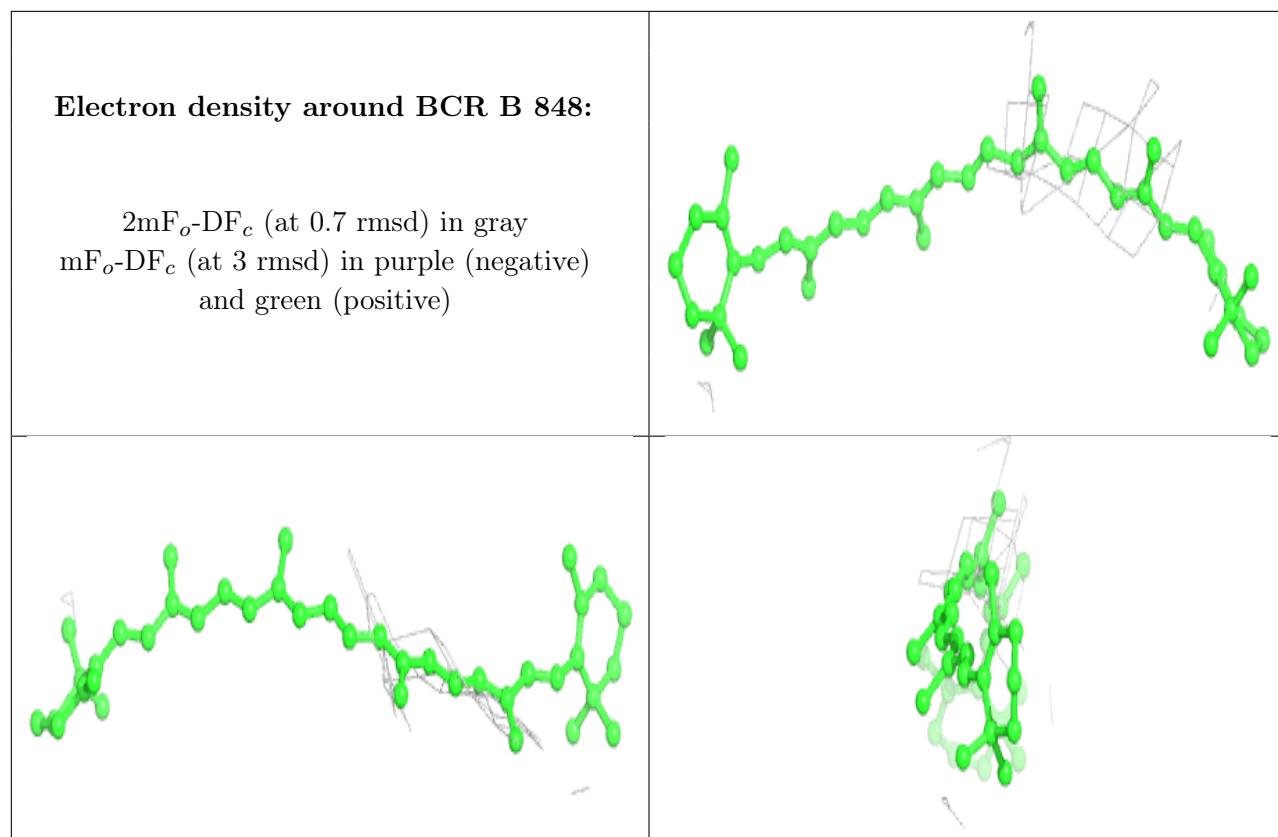 Electron density around BCR B 848:
2mFo-DFc (at 0.7 rmsd) in gray
mFo-DFc (at 3 rmsd) in purple (negative)
and green (positive)